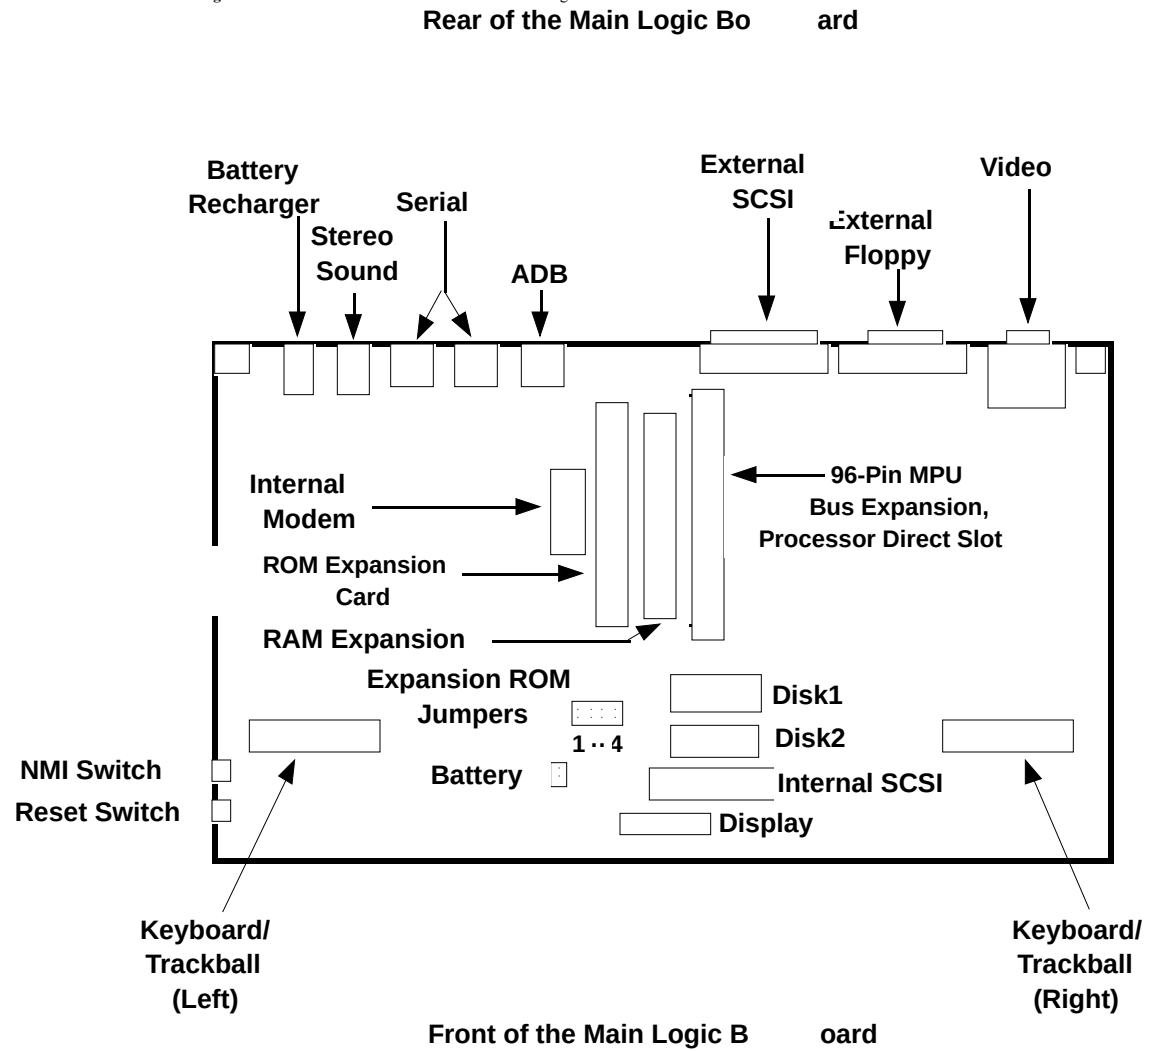 Rear of the Main Logic Bo ard
Battery
Recharger
Stereo
Sound
Serial
ADB
External
SCSI
External
Floppy
Video
Internal
Modem
ROM Expansion
Card
RAM Expansion
96-Pin MPU
Bus Expansion,
Processor Direct Slot
Expansion ROM
Jumpers
1 ·· 4
Battery
Disk1
Disk2
Internal SCSI
Display
NMI Switch
Reset Switch
Keyboard/
Trackball
(Left)
Keyboard/
Trackball
(Right)
Front of the Main Logic B oard